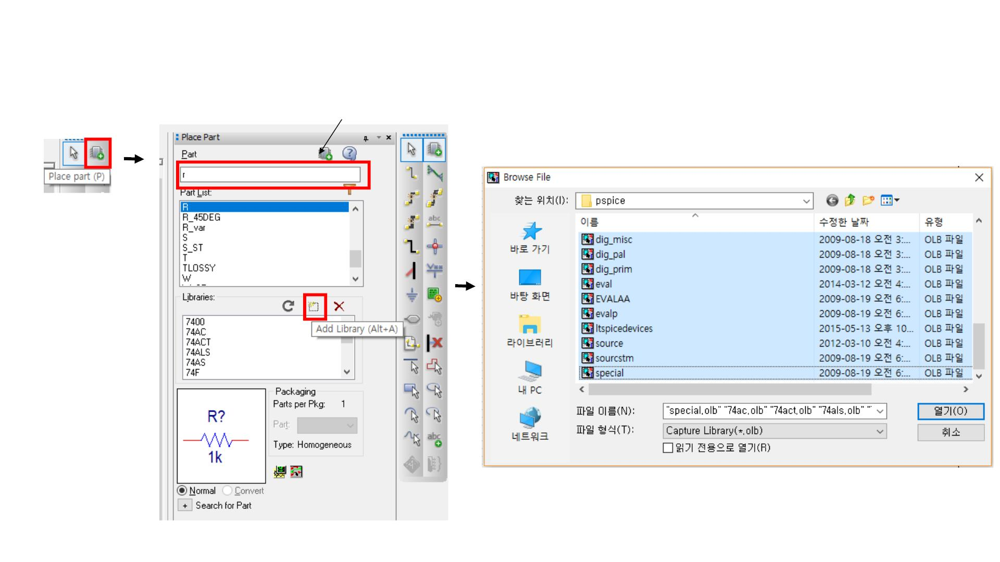 Place part (P)
Place Part
Part
r
Part List:
R
R_45DEG
R_var
S
S_ST
T
TLOSSY
W
Libraries:
Add Library (Alt+A)
7400
74AC
74ACT
74ALS
74AS
74F
R?
1k
Packaging
Parts per Pkg: 1
Part:
Type: Homogeneous
Normal Convert
+ Search for Part
abc
abc
Browse File
찾는 위치(I): pspice
이름 수정한 날짜 유형
dig_misc 2009-08-18 오전 3:... OLB 파일
dig_pal 2009-08-18 오전 3:... OLB 파일
dig_prim 2009-08-18 오전 3:... OLB 파일
eval 2014-03-12 오전 4:... OLB 파일
EVALAA 2009-08-19 오전 6:... OLB 파일
evalp 2009-08-19 오전 6:... OLB 파일
ltspicedevices 2015-05-13 오후 10... OLB 파일
source 2012-03-10 오전 4:... OLB 파일
sourcstm 2009-08-19 오전 6:... OLB 파일
special 2009-08-19 오전 6:... OLB 파일
바로 가기
바탕 화면
라이브러리
내 PC
네트워크
파일 이름(N): "special.olb" "74ac.olb" "74act.olb" "74als.olb" " 열기(O)
파일 형식(T): Capture Library(*.olb) 취소
읽기 전용으로 열기(R)